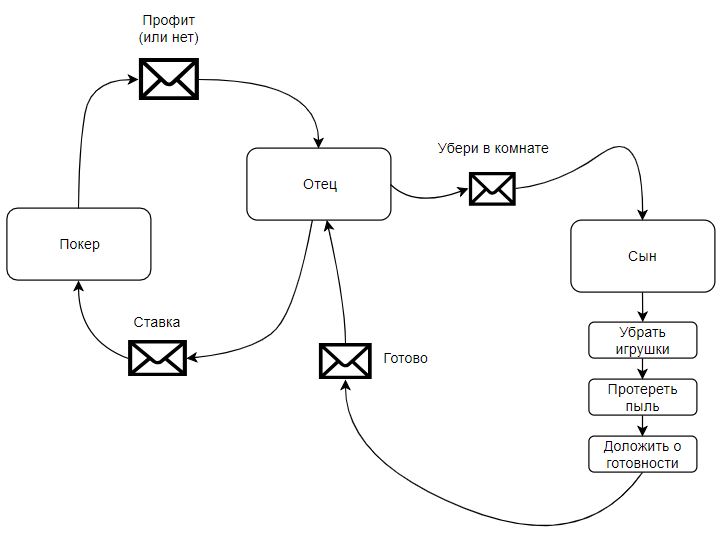 Профит
(или нет)
Убери в комнате
Отец
Покер
Сын
Ставка
Убрать
игрушки
Готово
Протереть
пыль
Доложить о
готовности